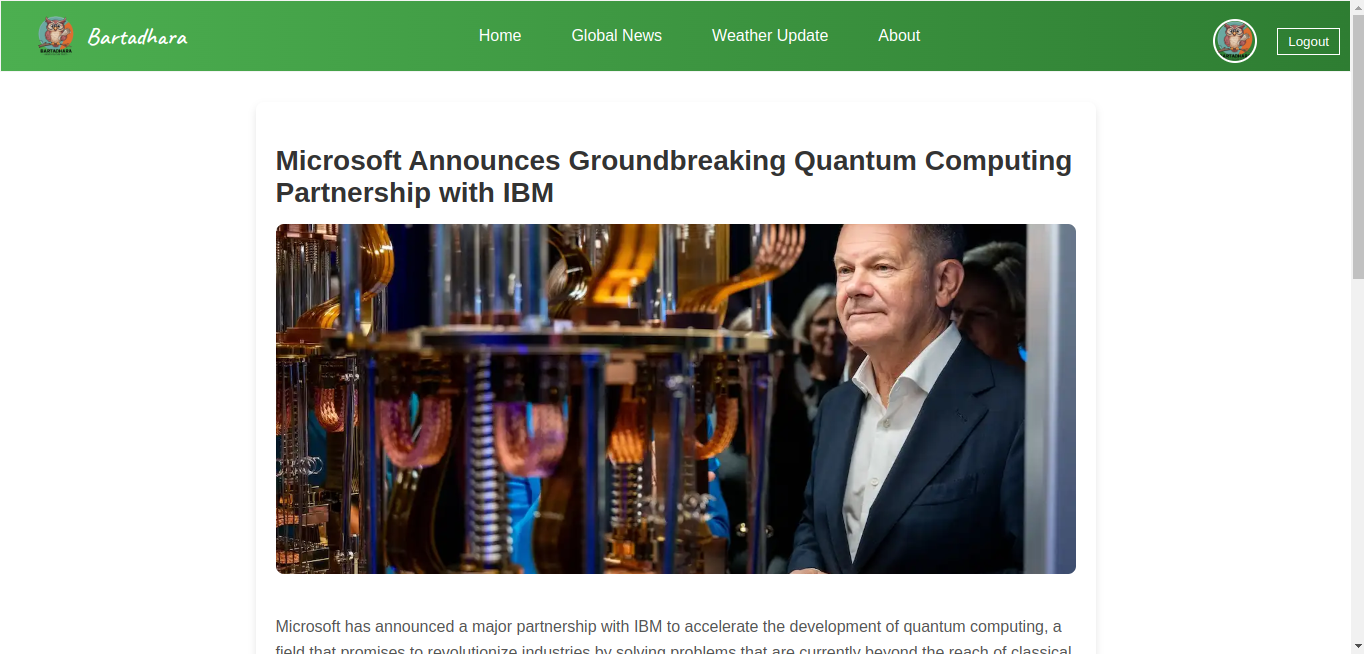 BARTADHARA
Bartadhara
Home
Global News
Weather Update
About
Logout
Microsoft Announces Groundbreaking Quantum Computing
Partnership with IBM
Microsoft has announced a major partnership with IBM to accelerate the development of quantum computing, a
field that promises to revolutionize industries by solving problems that are currently beyond the reach of classical